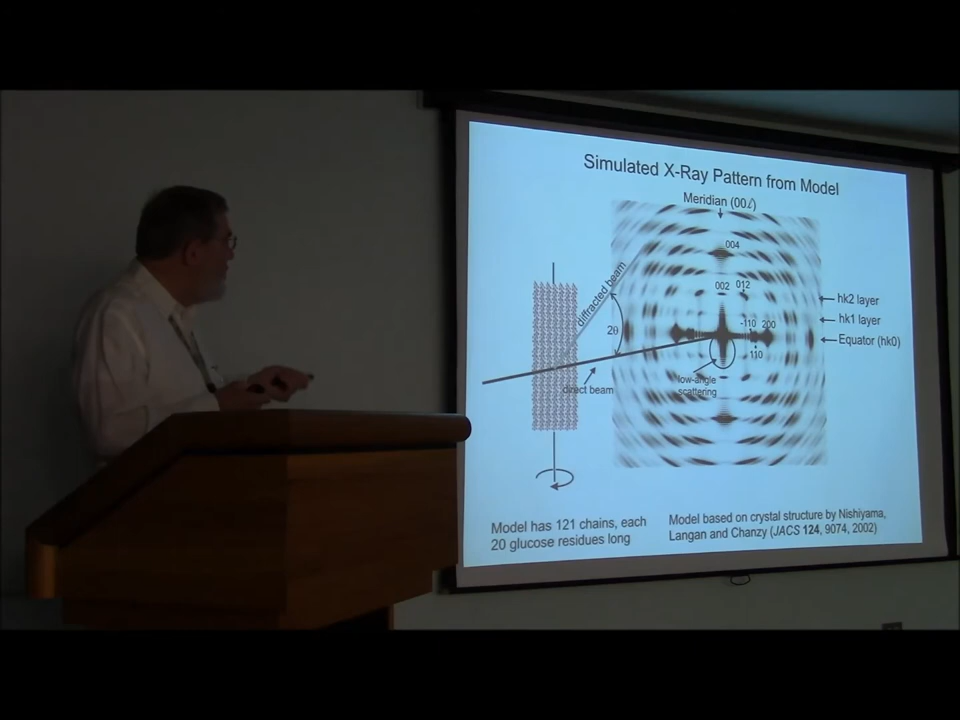 Simulated X-Ray Pattern from Model
Meridian (00ℓ)
004
diffracted beam
002 012
hk2 layer
hk1 layer
2θ
-110 200
Equator (hk0)
110
direct beam
low-angle
scattering
Model has 121 chains, each
20 glucose residues long
Model based on crystal structure by Nishiyama,
Langan and Chanzy (JACS 124, 9074, 2002)